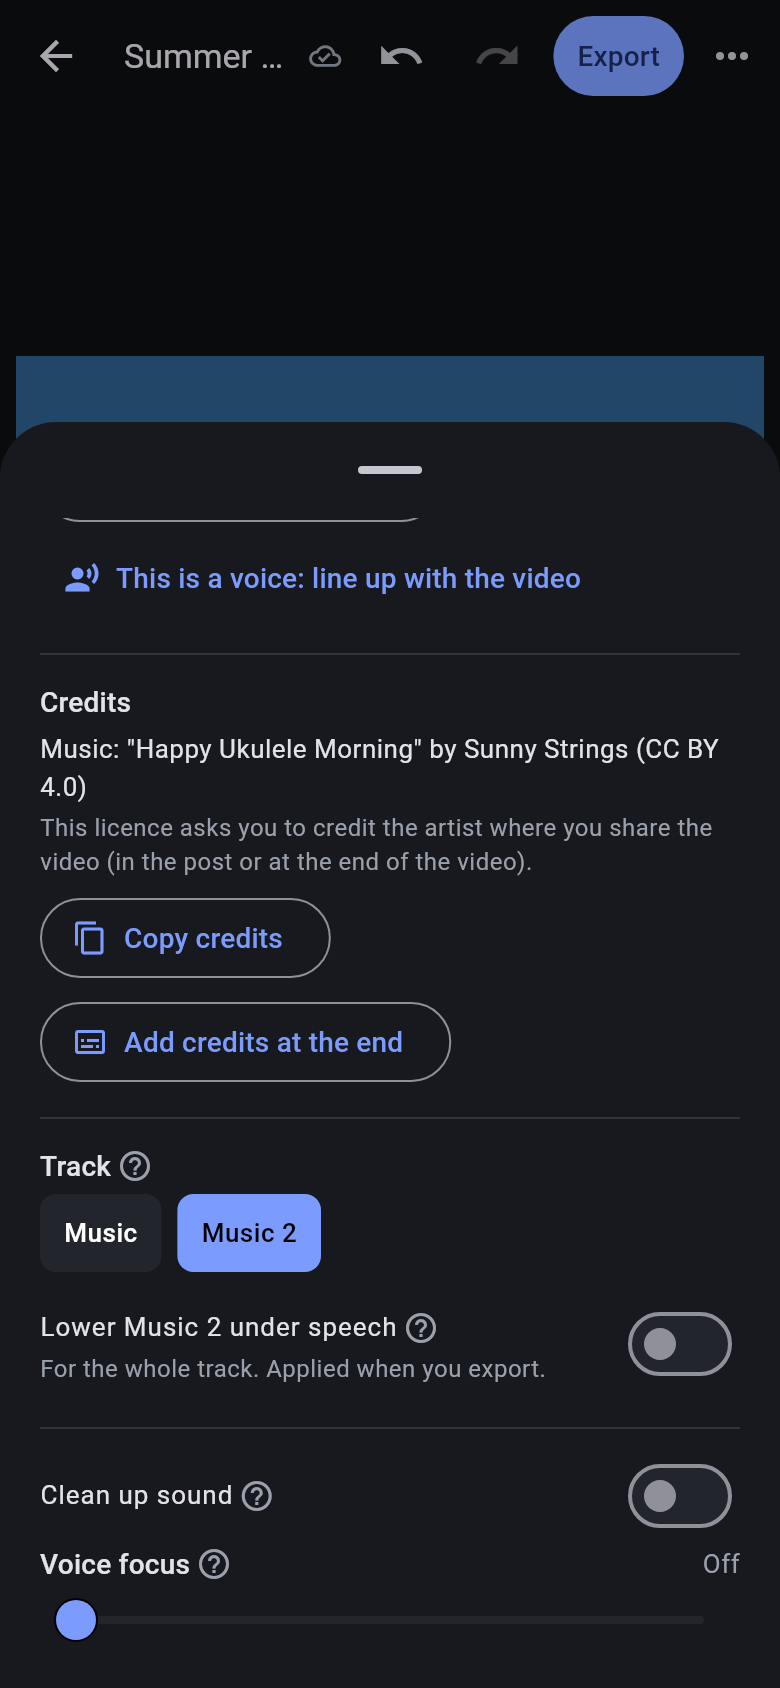 Summer ...
Export
This is a voice: line up with the video
Credits
Music: "Happy Ukulele Morning" by Sunny Strings (CC BY
4.0)
This licence asks you to credit the artist where you share the
video (in the post or at the end of the video).
Copy credits
Add credits at the end
Track
Music
Music 2
Lower Music 2 under speech
For the whole track. Applied when you export.
Clean up sound
Voice focus
Off